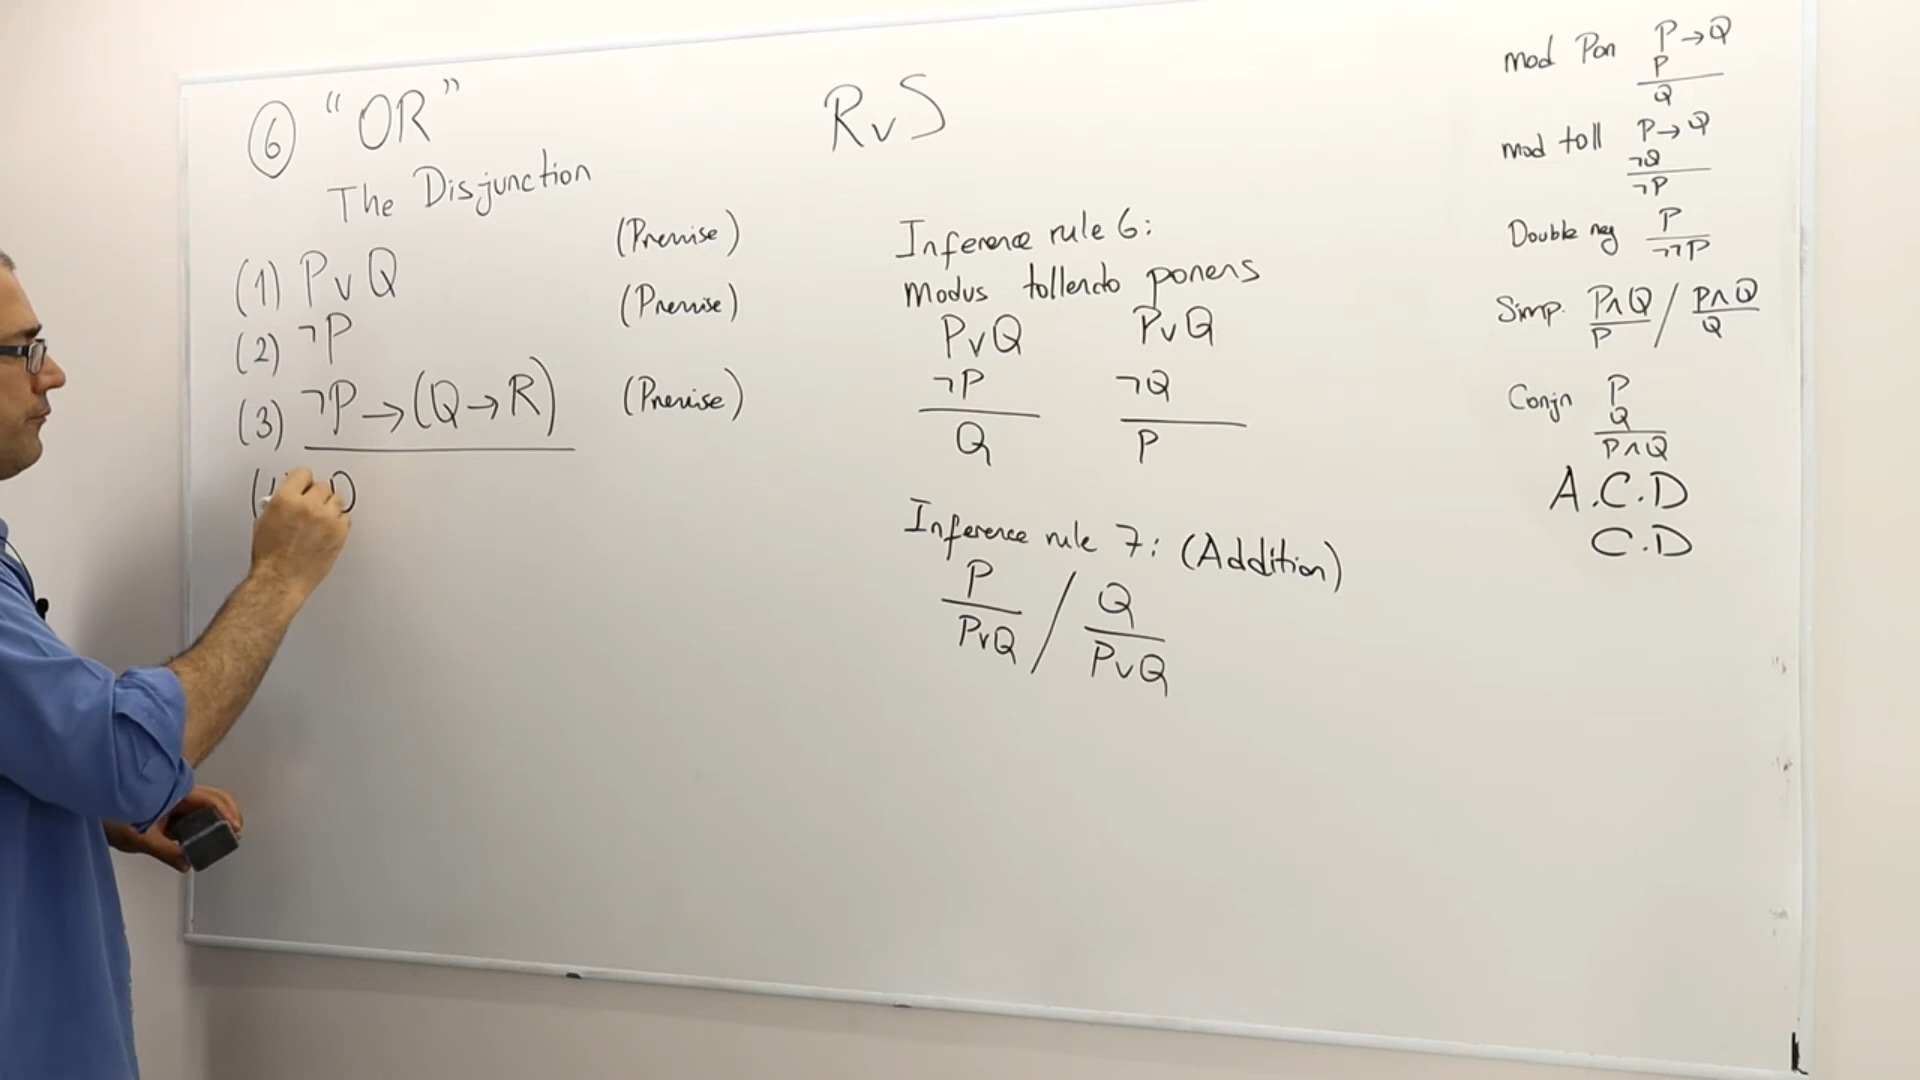 ⑥ “OR”
The Disjunction
(1) P∨Q (Premise)
(2) ¬P (Premise)
(3) ¬P→(Q→R) (Premise)
R∨S
Inference rule 6:
Modus tollendo ponens
P∨Q P∨Q
¬P ¬Q
Q P
Inference rule 7: (Addition)
P / Q
P∨Q P∨Q
mod Pon P→Q
P
Q
mod toll P→Q
¬Q
¬P
Double neg P
¬¬P
Simp. P∧Q / P∧Q
P Q
Conjn P
Q
P∧Q
A.C.D
C.D